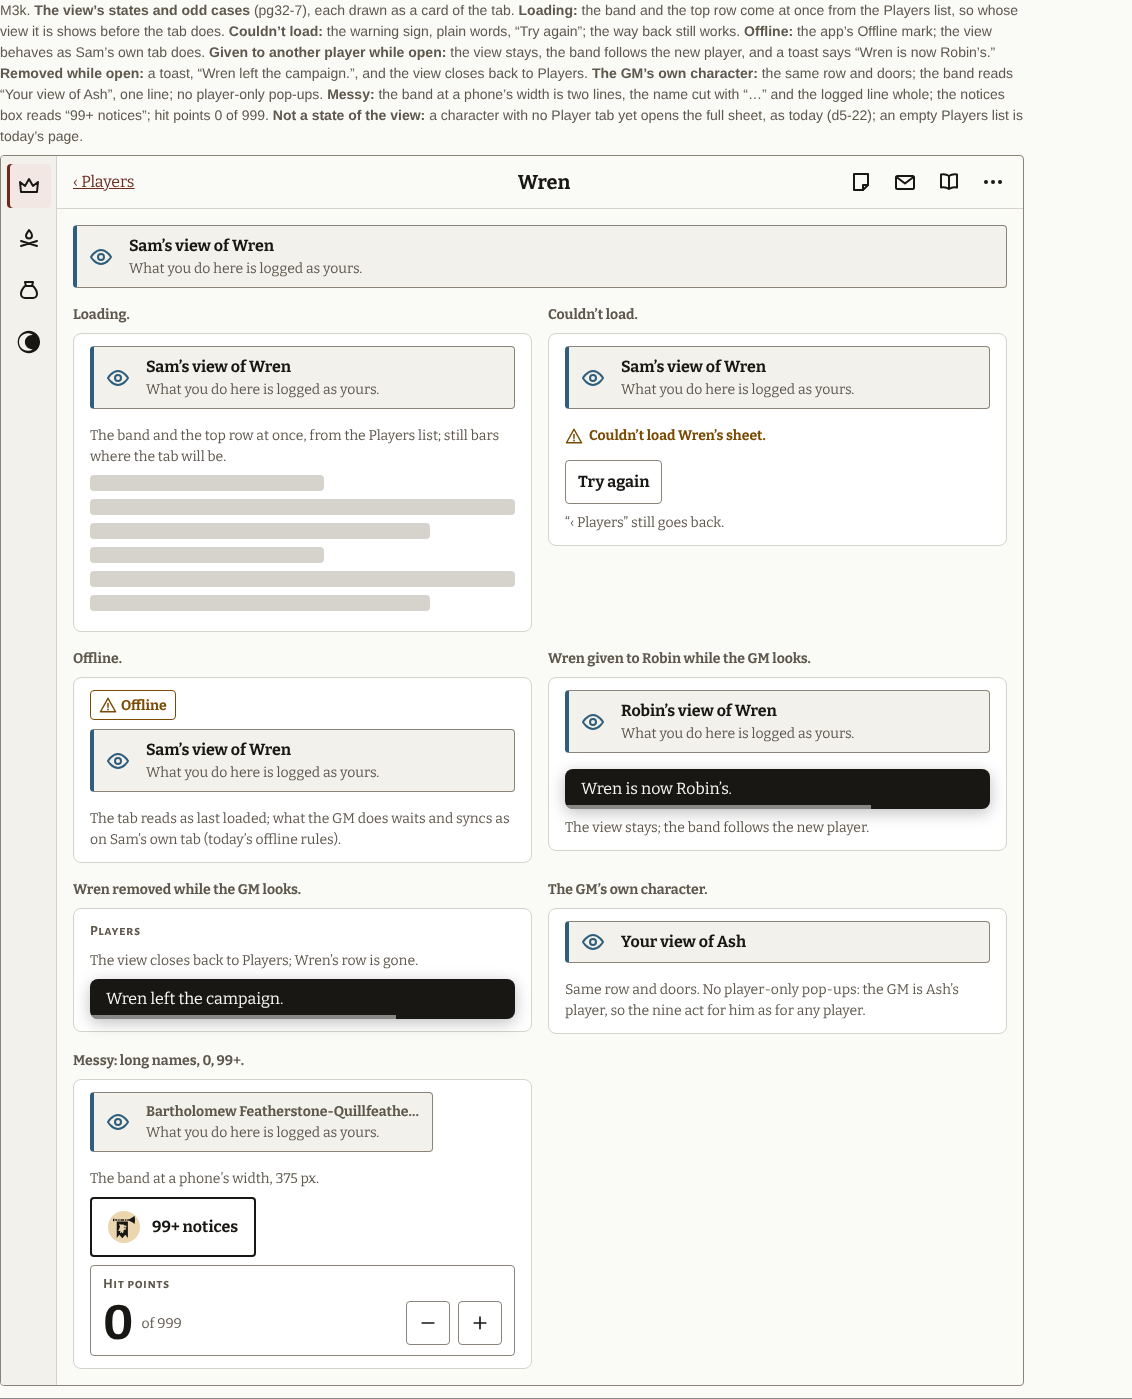 M3k. The view’s states and odd cases (pg32-7), each drawn as a card of the tab. Loading: the band and the top row come at once from the Players list, so whose
view it is shows before the tab does. Couldn’t load: the warning sign, plain words, “Try again”; the way back still works. Offline: the app’s Offline mark; the view
behaves as Sam’s own tab does. Given to another player while open: the view stays, the band follows the new player, and a toast says “Wren is now Robin’s.”
Removed while open: a toast, “Wren left the campaign.”, and the view closes back to Players. The GM’s own character: the same row and doors; the band reads
“Your view of Ash”, one line; no player-only pop-ups. Messy: the band at a phone’s width is two lines, the name cut with “…” and the logged line whole; the notices
box reads “99+ notices”; hit points 0 of 999. Not a state of the view: a character with no Player tab yet opens the full sheet, as today (d5-22); an empty Players list is
today’s page.
‹ Players
Wren
Sam’s view of Wren
What you do here is logged as yours.
Loading.
Sam’s view of Wren
What you do here is logged as yours.
The band and the top row at once, from the Players list; still bars
where the tab will be.
Couldn’t load.
Sam’s view of Wren
What you do here is logged as yours.
Couldn’t load Wren’s sheet.
Try again
“‹ Players” still goes back.
Offline.
Offline
Sam’s view of Wren
What you do here is logged as yours.
The tab reads as last loaded; what the GM does waits and syncs as
on Sam’s own tab (today’s offline rules).
Wren given to Robin while the GM looks.
Robin’s view of Wren
What you do here is logged as yours.
Wren is now Robin’s.
The view stays; the band follows the new player.
Wren removed while the GM looks.
Players
The view closes back to Players; Wren’s row is gone.
Wren left the campaign.
The GM’s own character.
Your view of Ash
Same row and doors. No player-only pop-ups: the GM is Ash’s
player, so the nine act for him as for any player.
Messy: long names, 0, 99+.
Bartholomew Featherstone-Quillfeathe…
What you do here is logged as yours.
The band at a phone’s width, 375 px.
99+ notices
Hit points
0 of 999
− +